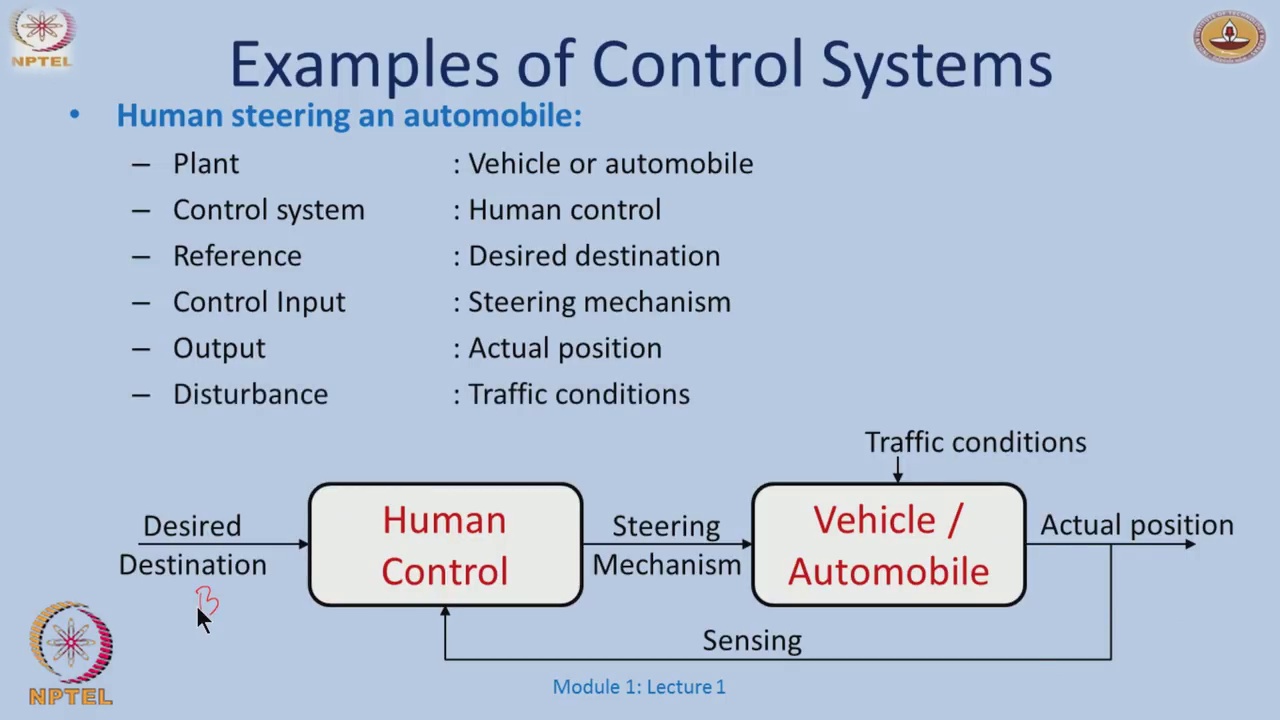 NPTEL
Examples of Control Systems
• Human steering an automobile:
– Plant : Vehicle or automobile
– Control system : Human control
– Reference : Desired destination
– Control Input : Steering mechanism
– Output : Actual position
– Disturbance : Traffic conditions
Traffic conditions
Desired
Destination
B
Human
Control
Steering
Mechanism
Vehicle /
Automobile
Actual position
Sensing
NPTEL
Module 1: Lecture 1